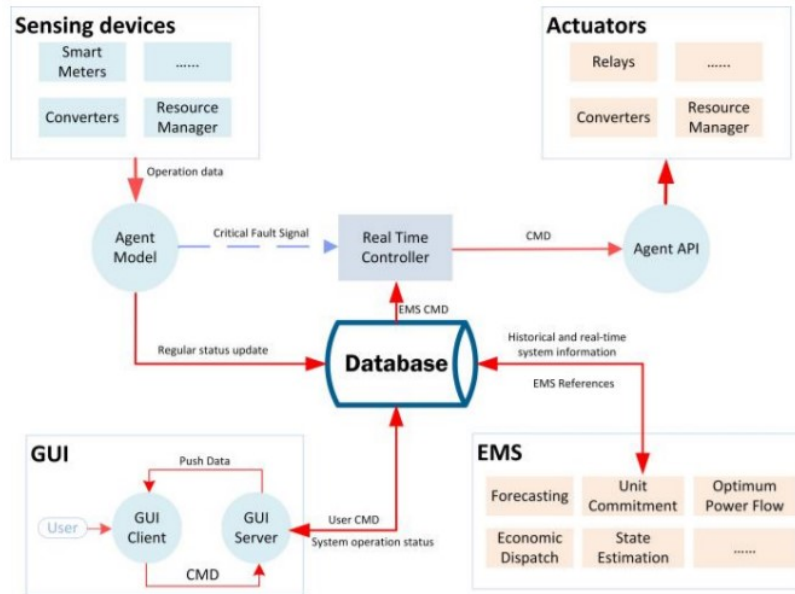 Sensing devices
Smart
Meters
......
Converters
Resource
Manager
Actuators
Relays
......
Converters
Resource
Manager
Operation data
Agent
Model
Critical Fault Signal
Real Time
Controller
CMD
Agent API
EMS CMD
Regular status update
Database
Historical and real-time
system information
EMS References
GUI
Push Data
User
GUI
Client
GUI
Server
CMD
User CMD
System operation status
EMS
Forecasting
Unit
Commitment
Optimum
Power Flow
Economic
Dispatch
State
Estimation
......